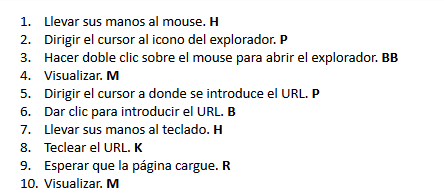 1. Llevar sus manos al mouse. H
2. Dirigir el cursor al icono del explorador. P
3. Hacer doble clic sobre el mouse para abrir el explorador. BB
4. Visualizar. M
5. Dirigir el cursor a donde se introduce el URL. P
6. Dar clic para introducir el URL. B
7. Llevar sus manos al teclado. H
8. Teclear el URL. K
9. Esperar que la página cargue. R
10. Visualizar. M